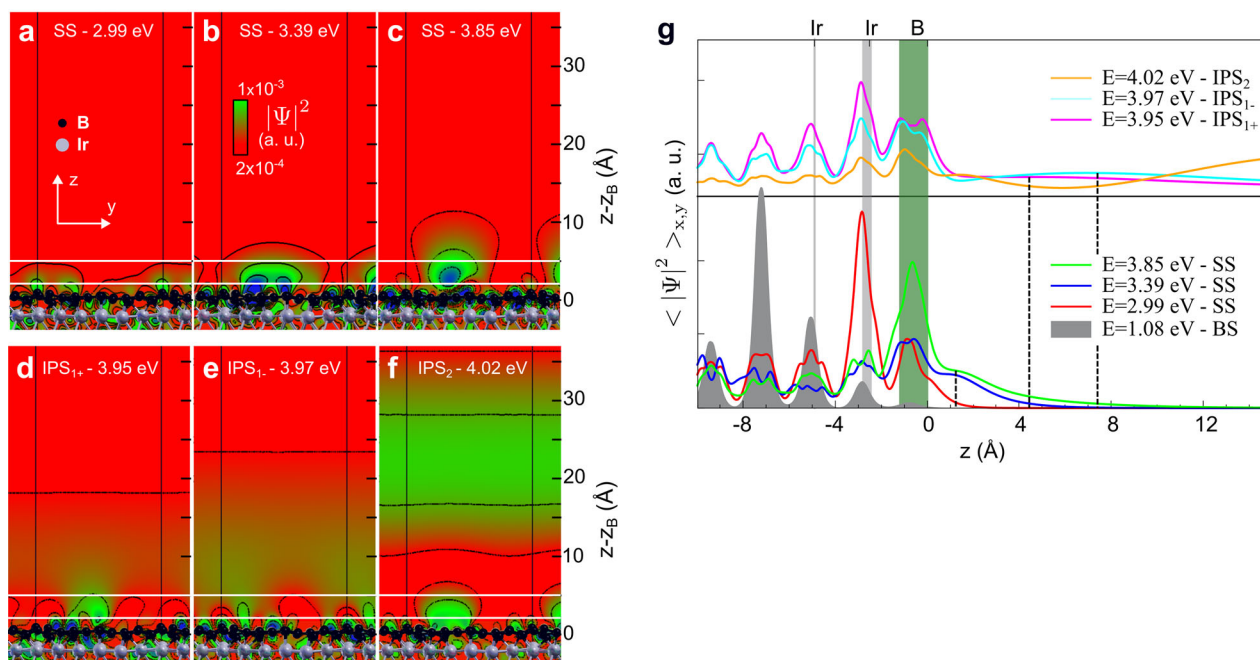 a SS - 2.99 eV
b SS - 3.39 eV
c SS - 3.85 eV
1x10⁻³
|Ψ|²
(a. u.)
2x10⁻⁴
B
Ir
z
y
30
20
10
0
z-z_B (Å)
d IPS₁₊ - 3.95 eV
e IPS₁₋ - 3.97 eV
f IPS₂ - 4.02 eV
30
20
10
0
z-z_B (Å)
g
Ir Ir B
E=4.02 eV - IPS₂
E=3.97 eV - IPS₁₋
E=3.95 eV - IPS₁₊
< |Ψ|² >ₓ,ᵧ (a. u.)
E=3.85 eV - SS
E=3.39 eV - SS
E=2.99 eV - SS
E=1.08 eV - BS
-8 -4 0 4 8 12
z (Å)